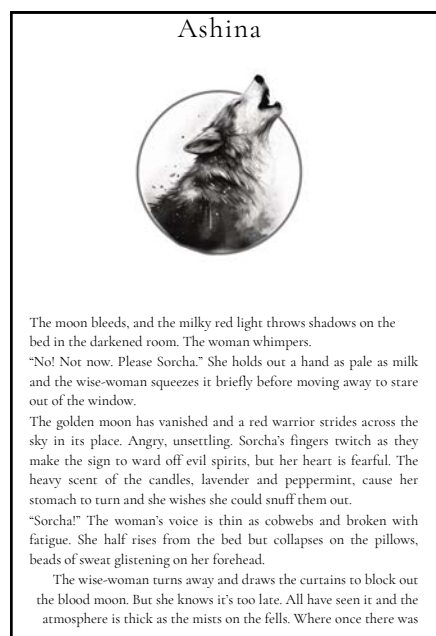 Ashina
The moon bleeds, and the milky red light throws shadows on the
bed in the darkened room. The woman whimpers.
“No! Not now. Please Sorcha.” She holds out a hand as pale as milk
and the wise-woman squeezes it briefly before moving away to stare
out of the window.
The golden moon has vanished and a red warrior strides across the
sky in its place. Angry, unsettling. Sorcha’s fingers twitch as they
make the sign to ward off evil spirits, but her heart is fearful. The
heavy scent of the candles, lavender and peppermint, cause her
stomach to turn and she wishes she could snuff them out.
“Sorcha!” The woman’s voice is thin as cobwebs and broken with
fatigue. She half rises from the bed but collapses on the pillows,
beads of sweat glistening on her forehead.
The wise-woman turns away and draws the curtains to block out
the blood moon. But she knows it’s too late. All have seen it and the
atmosphere is thick as the mists on the fells. Where once there was